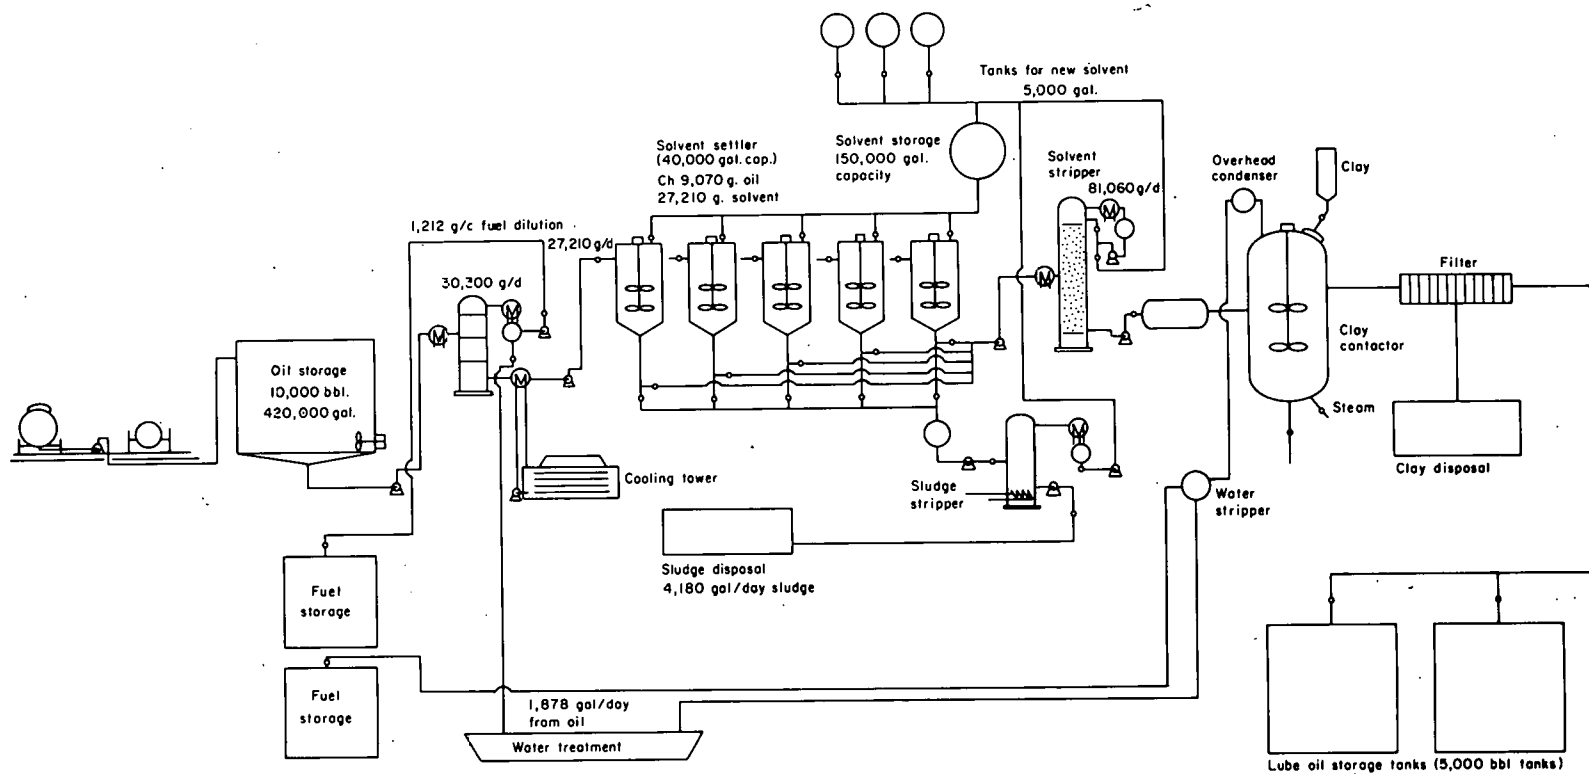 Tanks for new solvent
5,000 gal.
Solvent settler
(40,000 gal. cap.)
Ch 9,070 g. oil
27,210 g. solvent
Solvent storage
150,000 gal.
capacity
Solvent
stripper
81,060 g/d
Overhead
condenser
Clay
1,212 g/c fuel dilution
27,210 g/d
30,200 g/d
Filter
Oil storage
10,000 bbl.
420,000 gal.
Clay
contactor
Steam
Cooling tower
Clay disposal
Sludge
stripper
Water
stripper
Sludge disposal
4,180 gal/day sludge
Fuel
storage
Fuel
storage
1,878 gal/day
from oil
Water treatment
Lube oil storage tanks (5,000 bbl tanks)